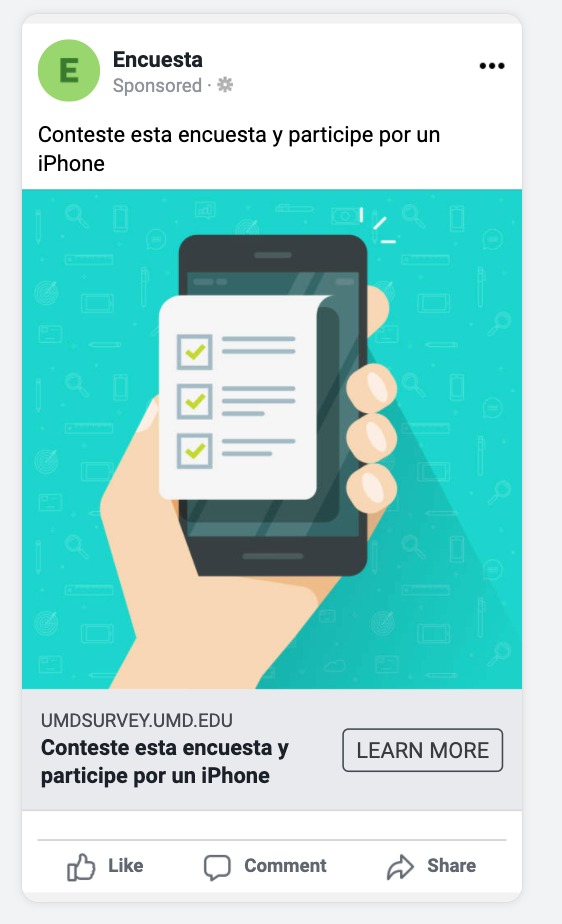 E
Encuesta
Sponsored ·
Conteste esta encuesta y participe por un
iPhone
UMDSURVEY.UMD.EDU
Conteste esta encuesta y
participe por un iPhone
LEARN MORE
Like
Comment
Share